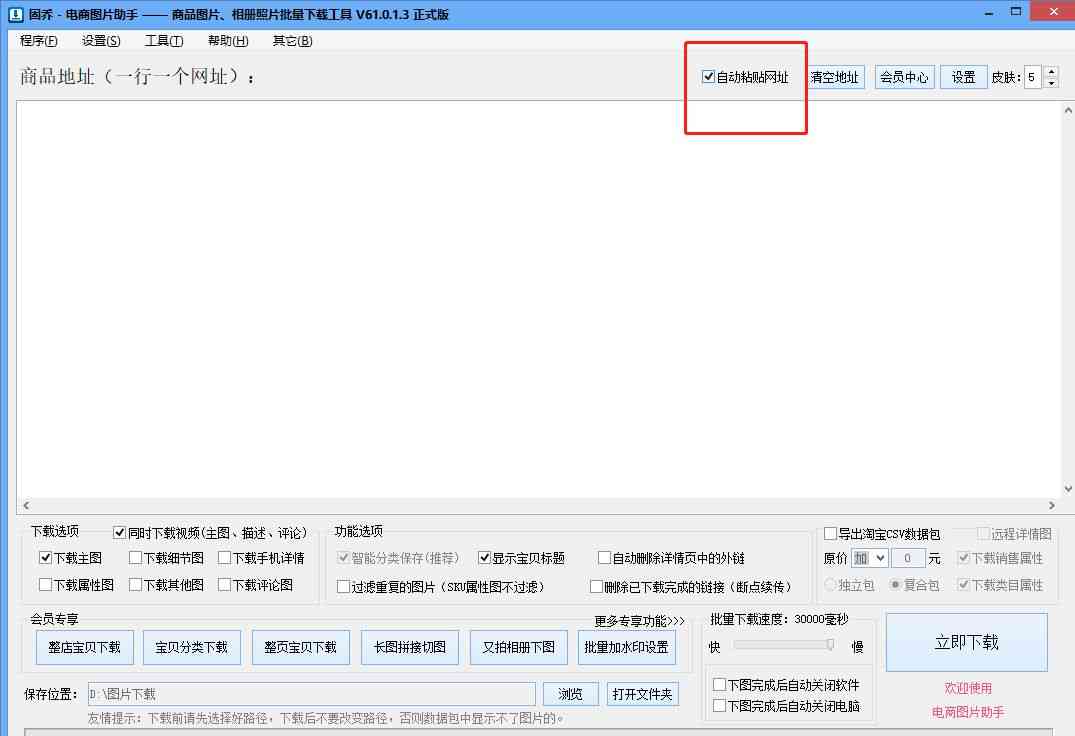 固乔 - 电商图片助手 —— 商品图片、相册照片批量下载工具 V61.0.1.3 正式版
程序(F) 设置(S) 工具(T) 帮助(H) 其它(B)
商品地址（一行一个网址）： 自动粘贴网址 清空地址 会员中心 设置 皮肤: 5
下载选项 同时下载视频(主图、描述、评论) 功能选项 导出淘宝CSV数据包 远程详情图
下载主图 下载细节图 下载手机详情 智能分类保存(推荐) 显示宝贝标题 自动删除详情页中的外链 原价 加 0 元 下载销售属性
下载属性图 下载其他图 下载评论图 过滤重复的图片（SKU属性图不过滤） 删除已下载完成的链接（断点续传） 独立包 复合包 下载类目属性
会员专享 更多专享功能>>> 批量下载速度: 30000毫秒
整店宝贝下载 宝贝分类下载 整页宝贝下载 长图拼接切图 又拍相册下图 批量加水印设置 快 慢 立即下载
保存位置: D:\图片下载 浏览 打开文件夹 下图完成后自动关闭软件 欢迎使用
友情提示: 下载前请先选择好路径，下载后不要改变路径，否则数据包中显示不了图片的。 下图完成后自动关闭电脑 电商图片助手